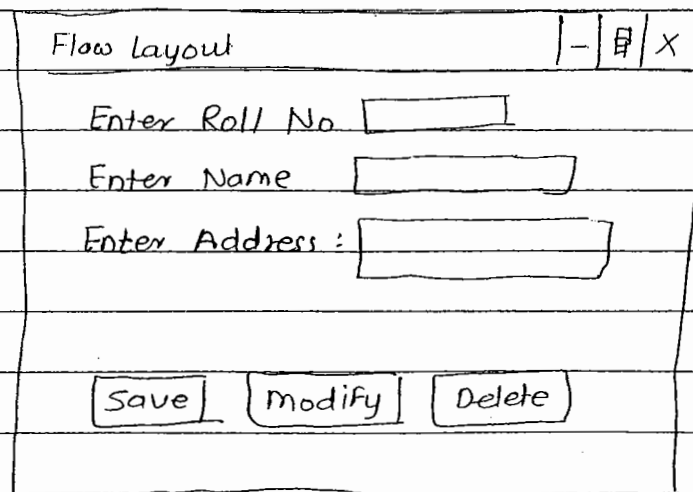 Flow Layout - X
Enter Roll No
Enter Name
Enter Address :
Save Modify Delete